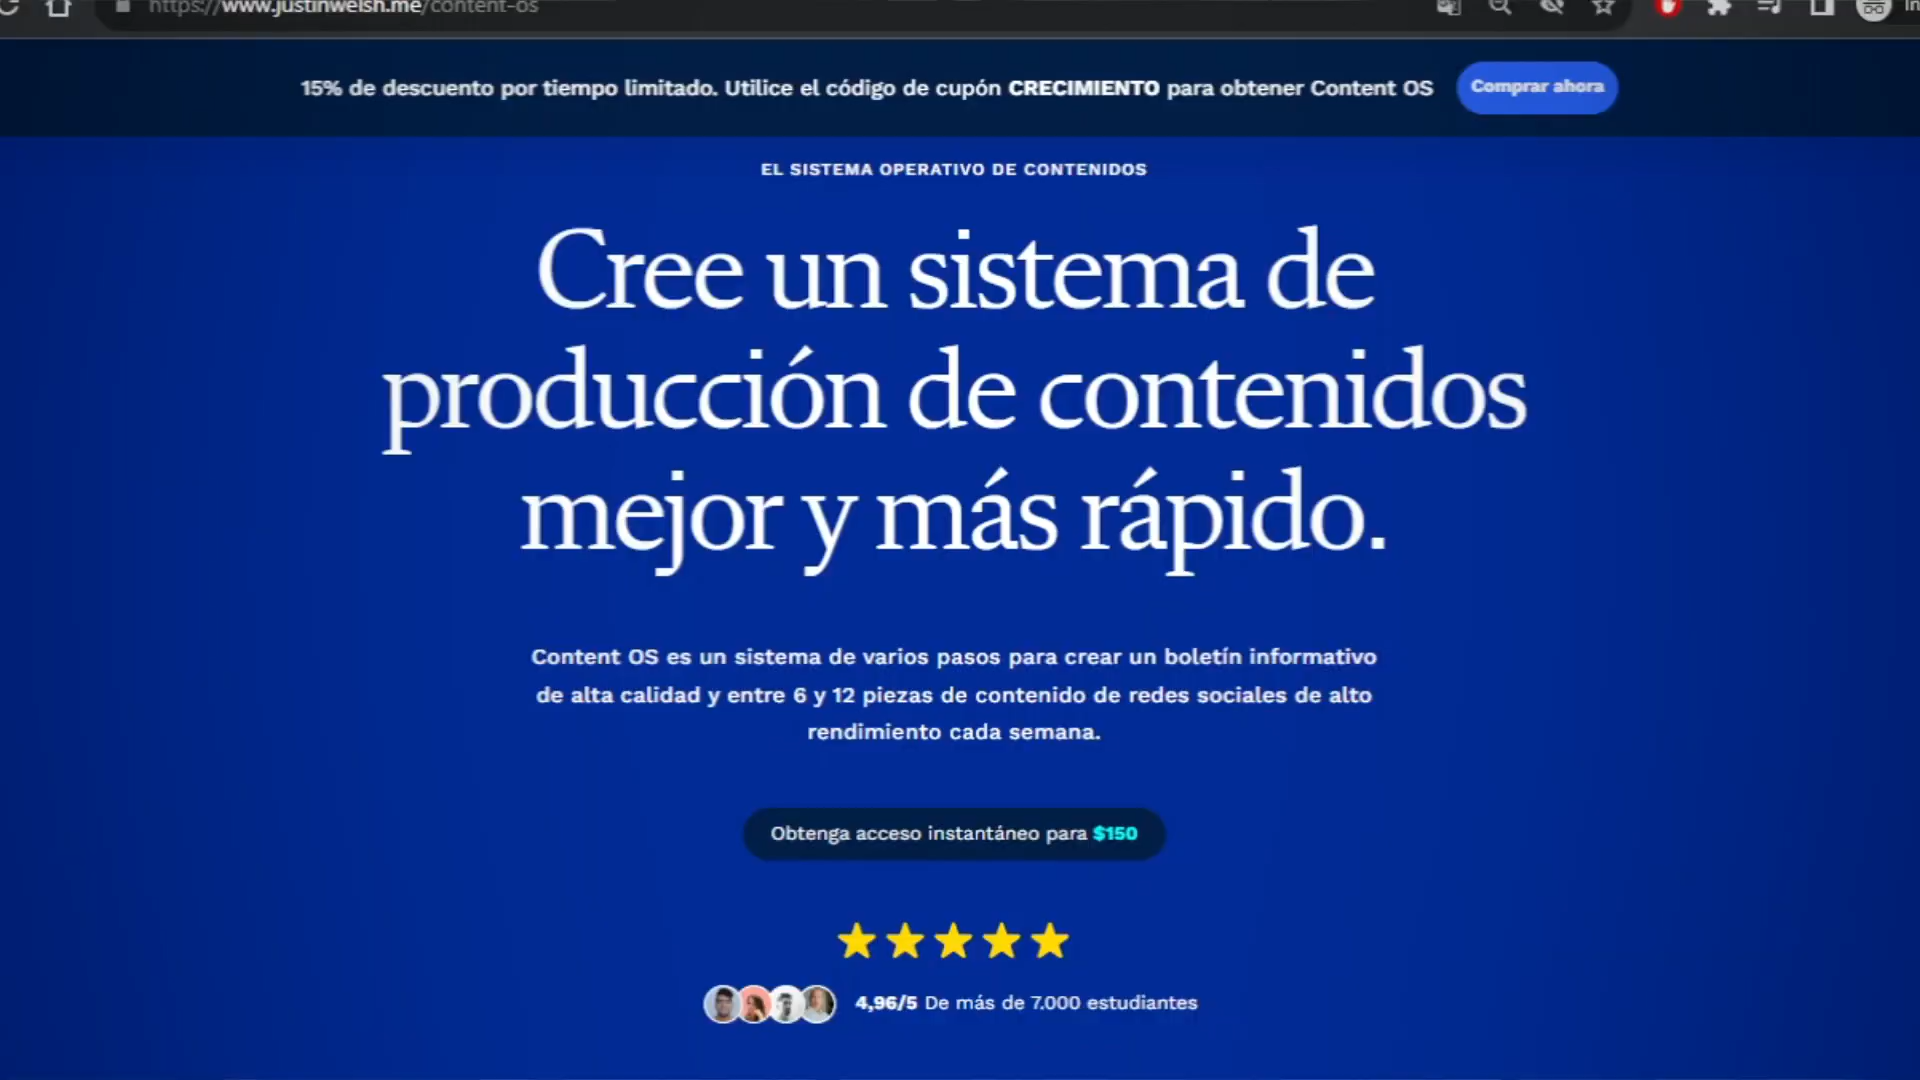 https://www.justinwelsh.me/content-os
15% de descuento por tiempo limitado. Utilice el código de cupón CRECIMIENTO para obtener Content OS
Comprar ahora
EL SISTEMA OPERATIVO DE CONTENIDOS
Cree un sistema de
producción de contenidos
mejor y más rápido.
Content OS es un sistema de varios pasos para crear un boletín informativo
de alta calidad y entre 6 y 12 piezas de contenido de redes sociales de alto
rendimiento cada semana.
Obtenga acceso instantáneo para $150
4,96/5 De más de 7.000 estudiantes